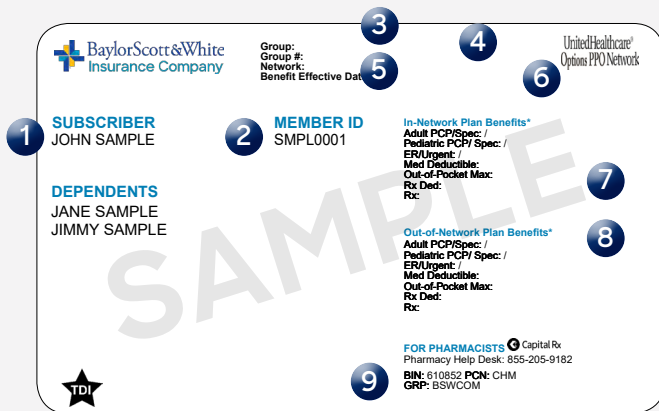 BaylorScott&White
Insurance Company
3
Group:
Group #:
Network:
Benefit Effective Dat
5
4
UnitedHealthcare®
Options PPO Network
6
1
SUBSCRIBER
JOHN SAMPLE
2
MEMBER ID
SMPL0001
DEPENDENTS
JANE SAMPLE
JIMMY SAMPLE
In-Network Plan Benefits*
Adult PCP/Spec: /
Pediatric PCP/ Spec: /
ER/Urgent: /
Med Deductible:
Out-of-Pocket Max:
Rx Ded:
Rx:
7
Out-of-Network Plan Benefits*
Adult PCP/Spec: /
Pediatric PCP/ Spec: /
ER/Urgent: /
Med Deductible:
Out-of-Pocket Max:
Rx Ded:
Rx:
8
SAMPLE
FOR PHARMACISTS Capital Rx
Pharmacy Help Desk: 855-205-9182
BIN: 610852 PCN: CHM
GRP: BSWCOM
9
TDI